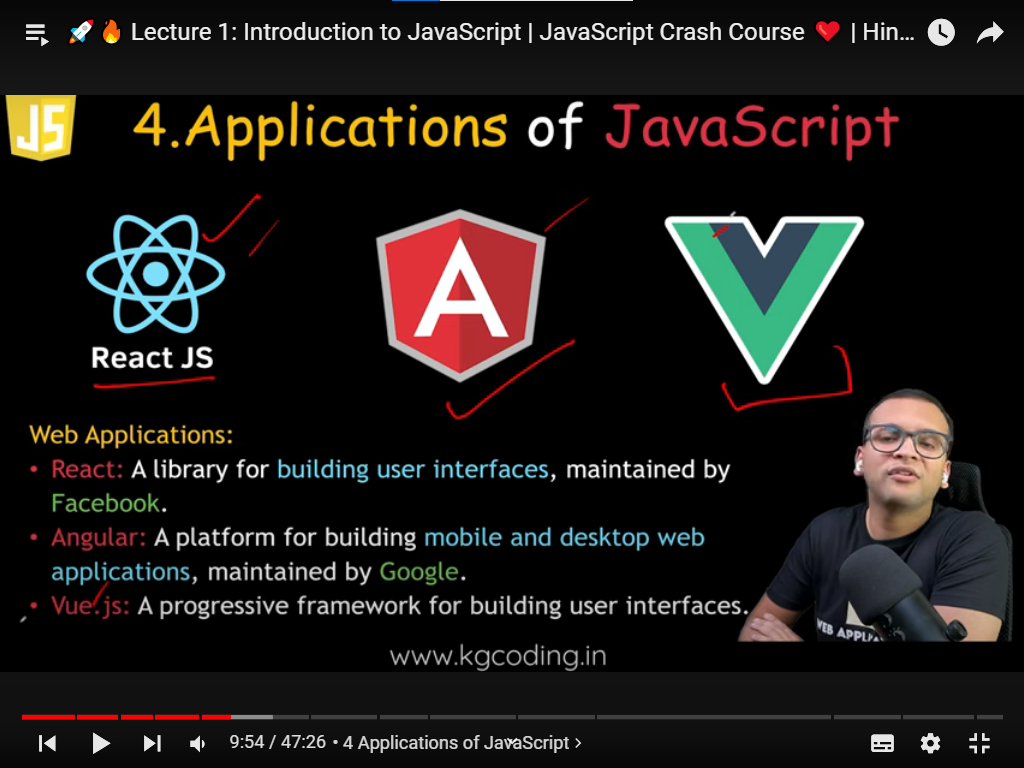 🚀🔥 Lecture 1: Introduction to JavaScript | JavaScript Crash Course ❤️ | Hin...
JS
4.Applications of JavaScript
React JS
A
Web Applications:
• React: A library for building user interfaces, maintained by
Facebook.
• Angular: A platform for building mobile and desktop web
applications, maintained by Google.
• Vue.js: A progressive framework for building user interfaces.
WEB
www.kgcoding.in
9:54 / 47:26 • 4 Applications of JavaScript ›